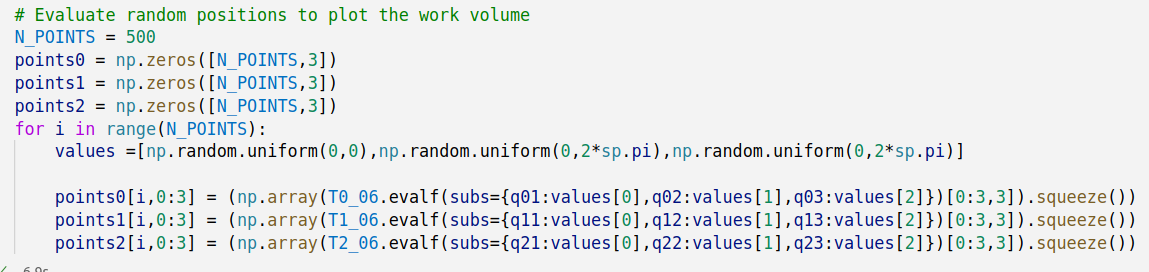 # Evaluate random positions to plot the work volume
N_POINTS = 500
points0 = np.zeros([N_POINTS,3])
points1 = np.zeros([N_POINTS,3])
points2 = np.zeros([N_POINTS,3])
for i in range(N_POINTS):
    values =[np.random.uniform(0,0),np.random.uniform(0,2*sp.pi),np.random.uniform(0,2*sp.pi)]
    points0[i,0:3] = (np.array(T0_06.evalf(subs={q01:values[0],q02:values[1],q03:values[2]})[0:3,3]).squeeze())
    points1[i,0:3] = (np.array(T1_06.evalf(subs={q11:values[0],q12:values[1],q13:values[2]})[0:3,3]).squeeze())
    points2[i,0:3] = (np.array(T2_06.evalf(subs={q21:values[0],q22:values[1],q23:values[2]})[0:3,3]).squeeze())